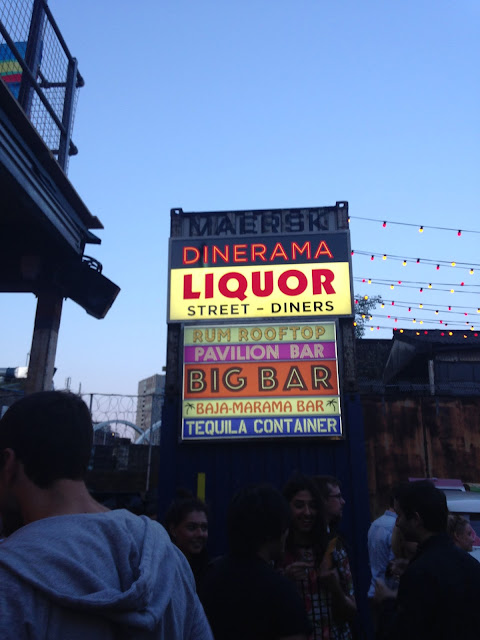 MAERSK
DINERAMA
LIQUOR
STREET - DINERS
RUM ROOFTOP
PAVILION BAR
BIG BAR
BAJA-MARAMA BAR
TEQUILA CONTAINER